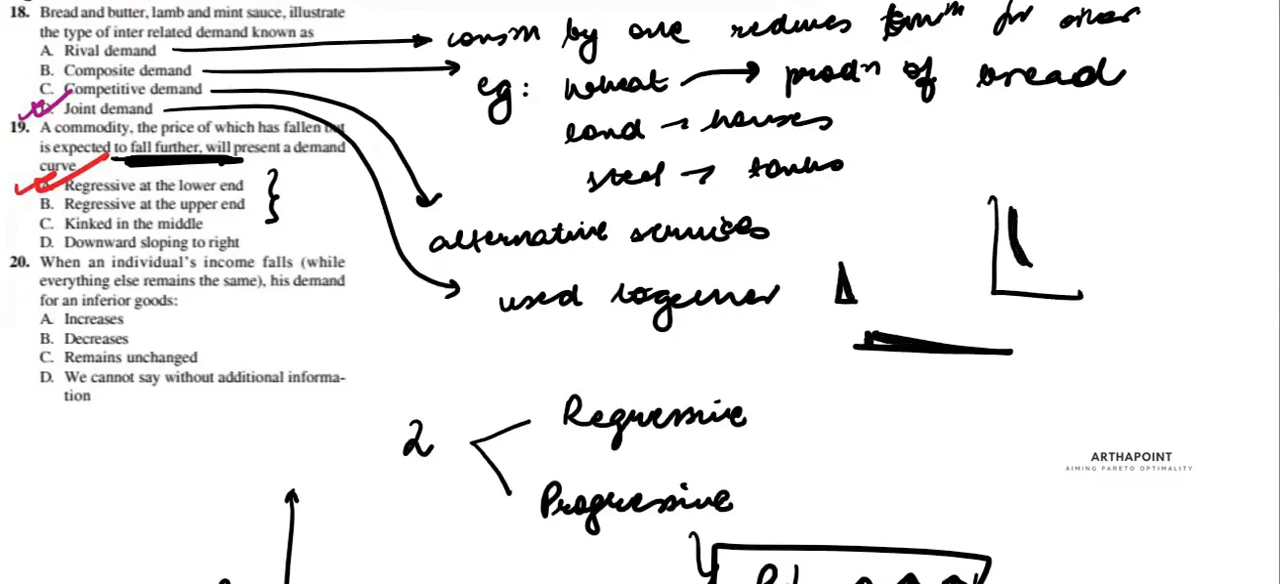 18. Bread and butter, lamb and mint sauce, illustrate
the type of inter related demand known as
A. Rival demand
B. Composite demand
C. Competitive demand
Joint demand
19. A commodity, the price of which has fallen but
is expected to fall further, will present a demand
curve
Regressive at the lower end
B. Regressive at the upper end
C. Kinked in the middle
D. Downward sloping to right
20. When an individual's income falls (while
everything else remains the same), his demand
for an inferior goods:
A. Increases
B. Decreases
C. Remains unchanged
D. We cannot say without additional informa-
tion
consm by one reduces for other
eg: wheat → prodn of bread
land → houses
steel → tanks
alternative services
used together
2
Regressive
Progressive
ARTHAPOINT
AIMING PARETO OPTIMALITY